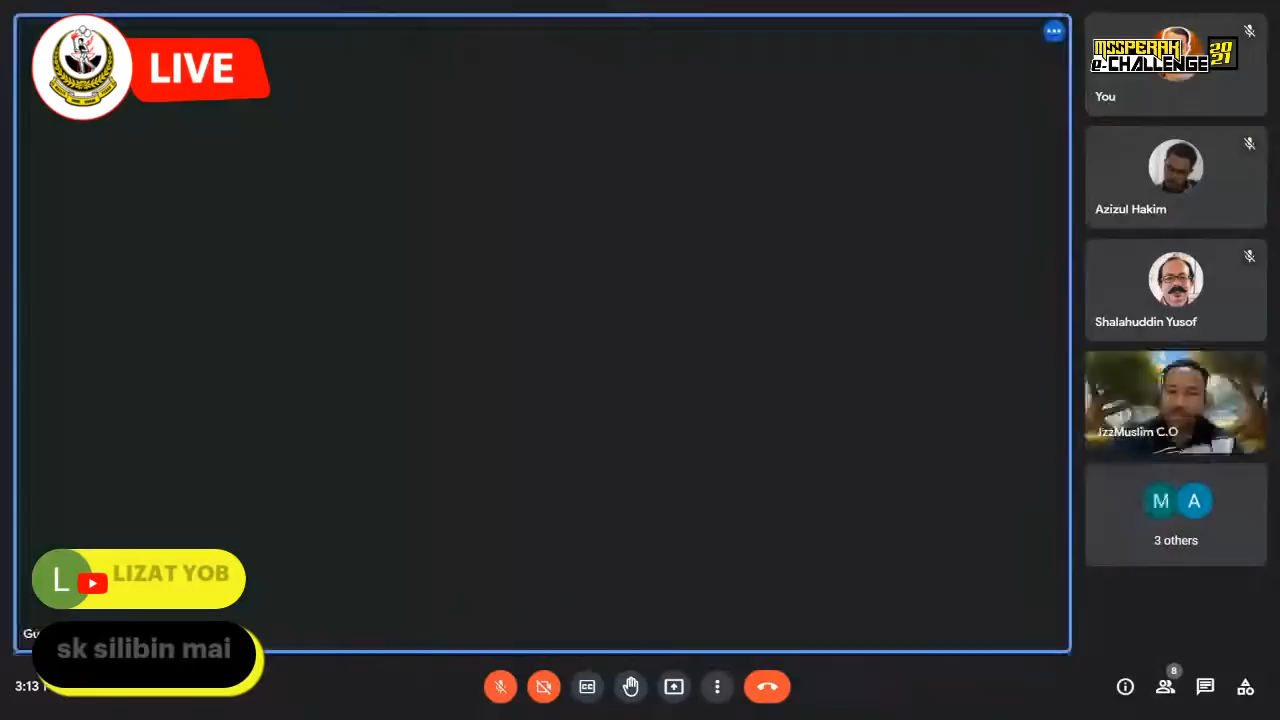 LIVE
MSSPERAK
e-CHALLENGE
2021
You
Azizul Hakim
Shalahuddin Yusof
IzzMuslim C.O
M A
3 others
L
LIZAT YOB
sk silibin mai
3:13
CC
8